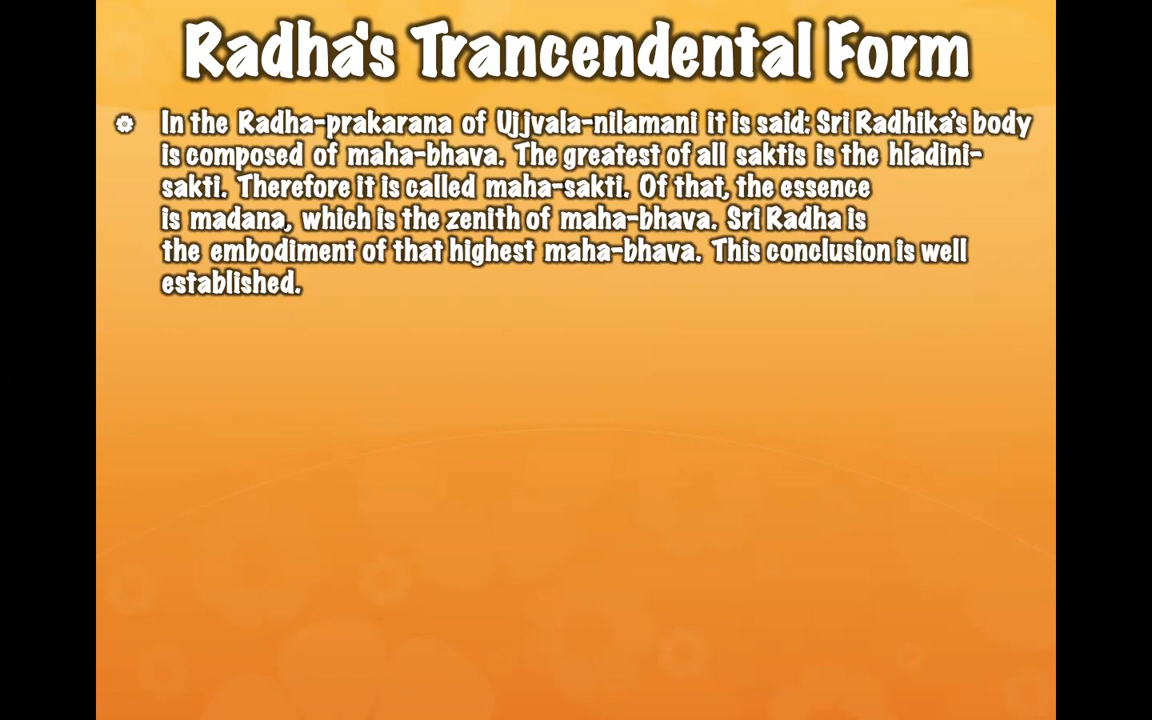 Radha's Trancendental Form
In the Radha-prakarana of Ujjvala-nilamani it is said: Sri Radhika's body
is composed of maha-bhava. The greatest of all saktis is the hladini-
sakti. Therefore it is called maha-sakti. Of that, the essence
is madana, which is the zenith of maha-bhava. Sri Radha is
the embodiment of that highest maha-bhava. This conclusion is well
established.